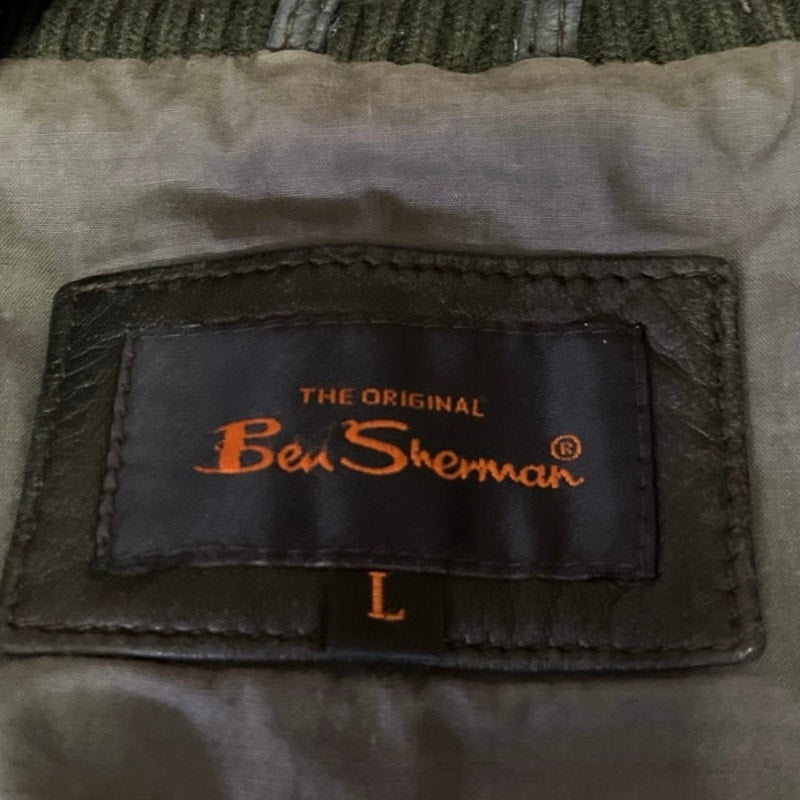 THE ORIGINAL
Ben Sherman®
L